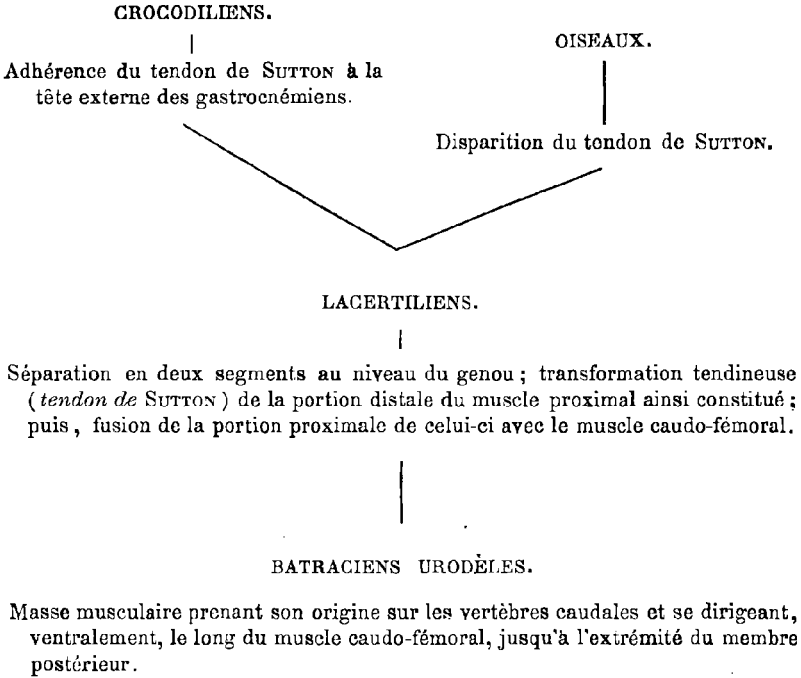 CROCODILIENS.
Adhérence du tendon de SUTTON à la
tête externe des gastrocnémiens.
OISEAUX.
Disparition du tendon de SUTTON.
LACERTILIENS.
Séparation en deux segments au niveau du genou ; transformation tendineuse
(tendon de SUTTON) de la portion distale du muscle proximal ainsi constitué ;
puis, fusion de la portion proximale de celui-ci avec le muscle caudo-fémoral.
BATRACIENS URODÈLES.
Masse musculaire prenant son origine sur les vertèbres caudales et se dirigeant,
ventralement, le long du muscle caudo-fémoral, jusqu'à l'extrémité du membre
postérieur.